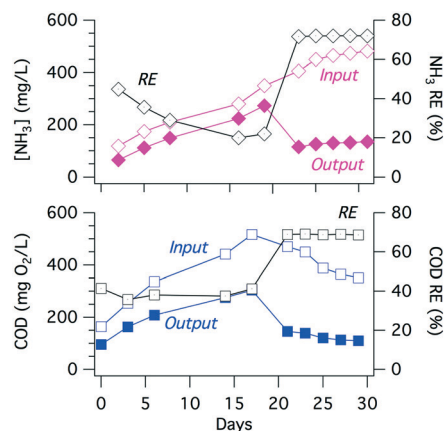 600
400
200
0
[NH3] (mg/L)
RE
Input
Output
80
60
40
20
0
NH3 RE (%)
600
400
200
0
COD (mg O2/L)
Input
Output
RE
80
60
40
20
0
COD RE (%)
0 5 10 15 20 25 30
Days